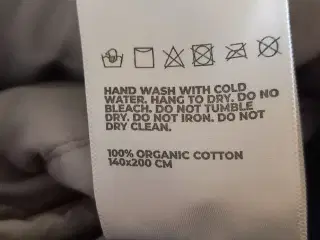 HAND WASH WITH COLD
WATER. HANG TO DRY. DO NO
BLEACH. DO NOT TUMBLE
DRY. DO NOT IRON. DO NOT
DRY CLEAN.
100% ORGANIC COTTON
140x200 CM